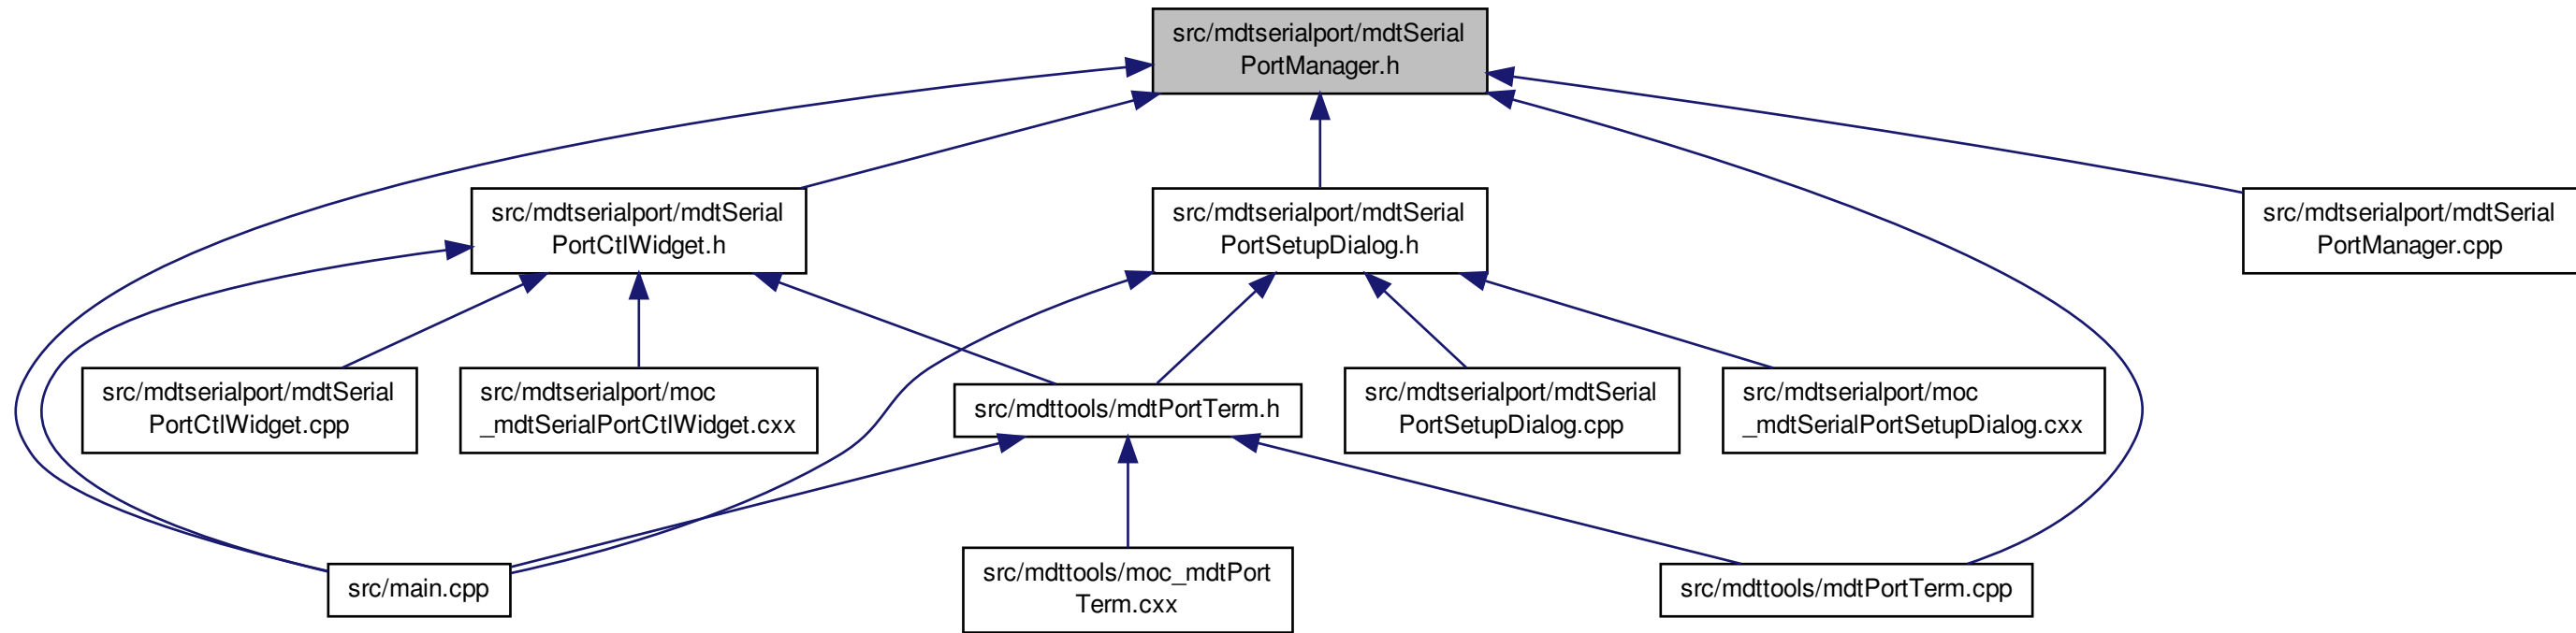 src/mdtserialport/mdtSerial
PortManager.h
src/mdtserialport/mdtSerial
PortCtlWidget.h
src/mdtserialport/mdtSerial
PortSetupDialog.h
src/mdtserialport/mdtSerial
PortManager.cpp
src/mdtserialport/mdtSerial
PortCtlWidget.cpp
src/mdtserialport/moc
_mdtSerialPortCtlWidget.cxx
src/mdttools/mdtPortTerm.h
src/mdtserialport/mdtSerial
PortSetupDialog.cpp
src/mdtserialport/moc
_mdtSerialPortSetupDialog.cxx
src/main.cpp
src/mdttools/moc_mdtPort
Term.cxx
src/mdttools/mdtPortTerm.cpp